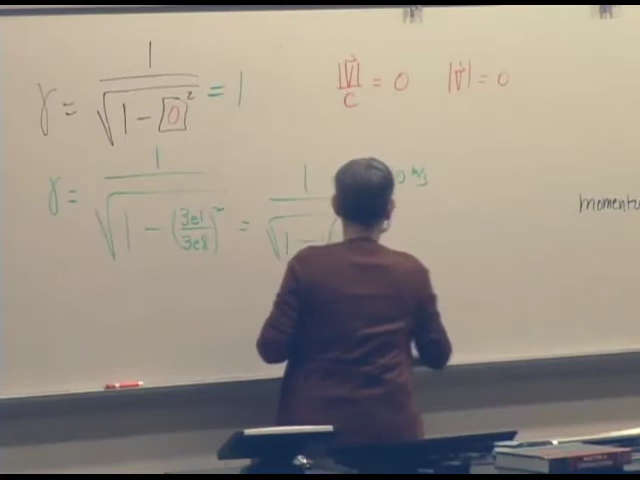 γ = 1/√(1 - [0]²) = 1
|v⃗|/c = 0 |v⃗| = 0
γ = 1/√(1 - (3e1/3e8)²) = 1/√(1 -
m/s
momentu